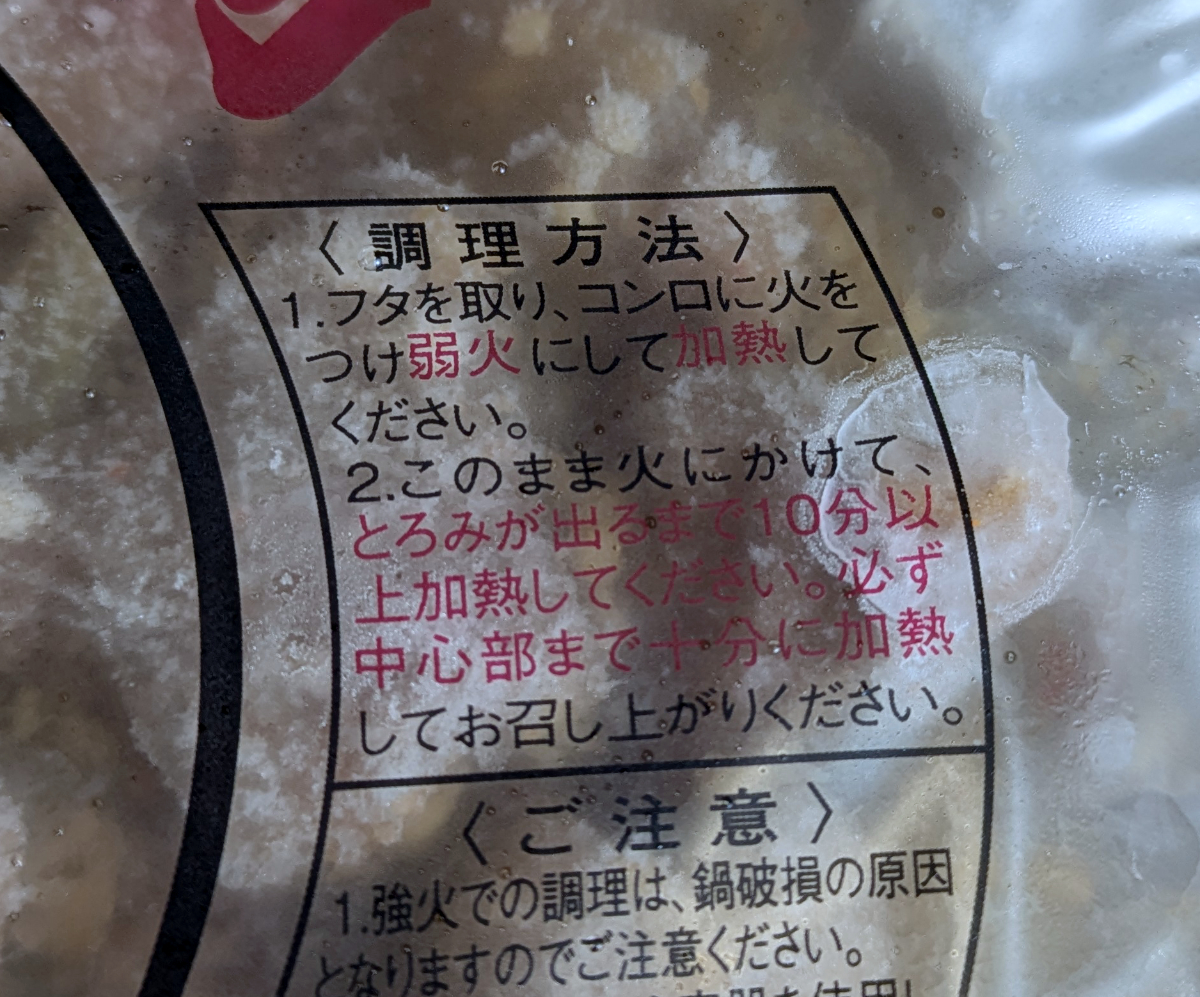 〈調理方法〉
1.フタを取り、コンロに火を
つけ弱火にして加熱して
ください。
2.このまま火にかけて、
とろみが出るまで10分以
上加熱してください。必ず
中心部まで十分に加熱
してお召し上がりください。
〈ご注意〉
1.強火での調理は、鍋破損の原因
となりますのでご注意ください。